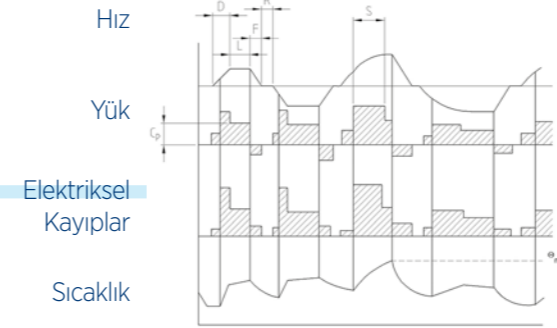 Hız
D
R
F
L
S
Yük
Cp
Elektriksel
Kayıplar
Sıcaklık